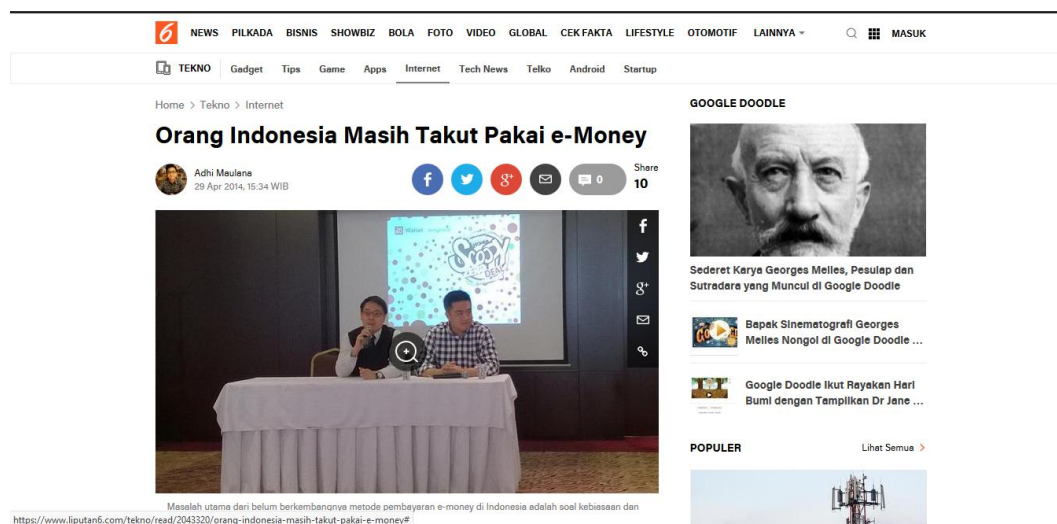 6 NEWS PILKADA BISNIS SHOWBIZ BOLA FOTO VIDEO GLOBAL CEK FAKTA LIFESTYLE OTOMOTIF LAINNYA MASUK
TEKNO Gadget Tips Game Apps Internet Tech News Telko Android Startup
Home > Tekno > Internet
Orang Indonesia Masih Takut Pakai e-Money
Adhi Maulana
29 Apr 2014, 15:34 WIB
f
g+
0
Share
10
Scoopy
DEAL
f
g+
Masalah utama dari belum berkembangnya metode pembayaran e-money di Indonesia adalah soal kebiasaan dan
GOOGLE DOODLE
Sederet Karya Georges Melies, Pesulap dan
Sutradara yang Muncul di Google Doodle
Bapak Sinematografi Georges
Melies Nongol di Google Doodle ...
Google Doodle Ikut Rayakan Hari
Bumi dengan Tampilkan Dr Jane ...
POPULER Lihat Semua >
https://www.liputan6.com/tekno/read/2043320/orang-indonesia-masih-takut-pakai-e-money#